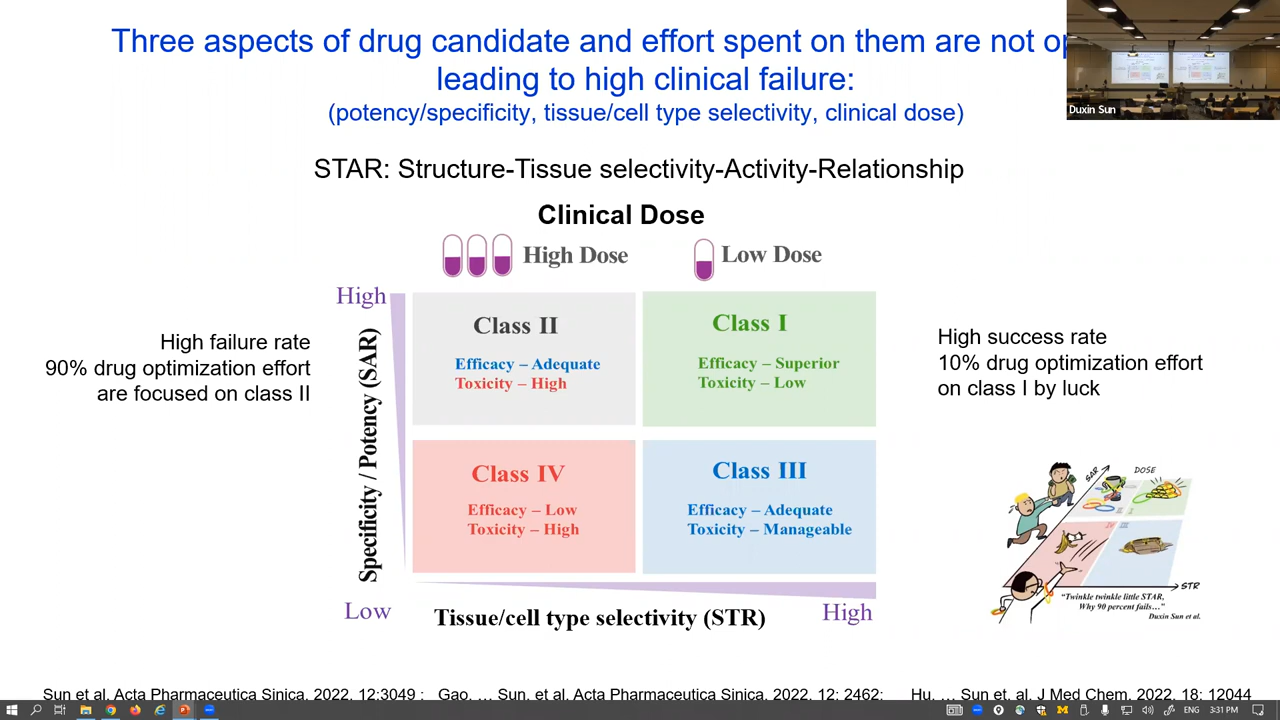 Three aspects of drug candidate and effort spent on them are not
leading to high clinical failure:
(potency/specificity, tissue/cell type selectivity, clinical dose)
Duxin Sun
STAR: Structure-Tissue selectivity-Activity-Relationship
Clinical Dose
High Dose
Low Dose
High
Specificity / Potency (SAR)
Low
Class II
Efficacy – Adequate
Toxicity – High
Class I
Efficacy – Superior
Toxicity – Low
Class IV
Efficacy – Low
Toxicity – High
Class III
Efficacy – Adequate
Toxicity – Manageable
Tissue/cell type selectivity (STR)
High
High failure rate
90% drug optimization effort
are focused on class II
High success rate
10% drug optimization effort
on class I by luck
SAR
DOSE
STR
“Twinkle twinkle little STAR,
Why 90 percent fails…”
Duxin Sun et al.
Sun et al, Acta Pharmaceutica Sinica, 2022, 12:3049 ; Gao, … Sun, et al, Acta Pharmaceutica Sinica, 2022, 12: 2462; Hu, … Sun et, al, J Med Chem, 2022, 18: 12044
ENG
3:31 PM